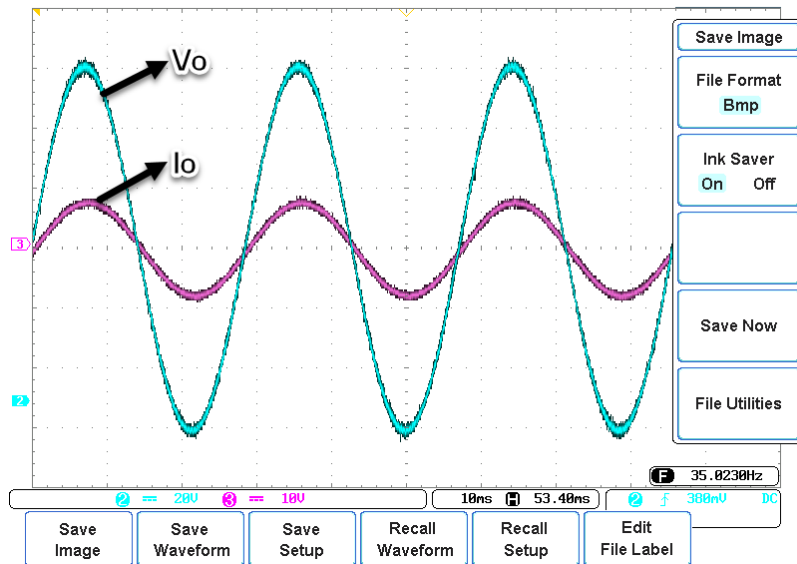 Vo
Io
3
2
Save Image
File Format
Bmp
Ink Saver
On Off
Save Now
File Utilities
F 35.0230Hz
2 20V 3 10V 10ms H 53.40ms 2 380mV DC
Save Image
Save Waveform
Save Setup
Recall Waveform
Recall Setup
Edit File Label